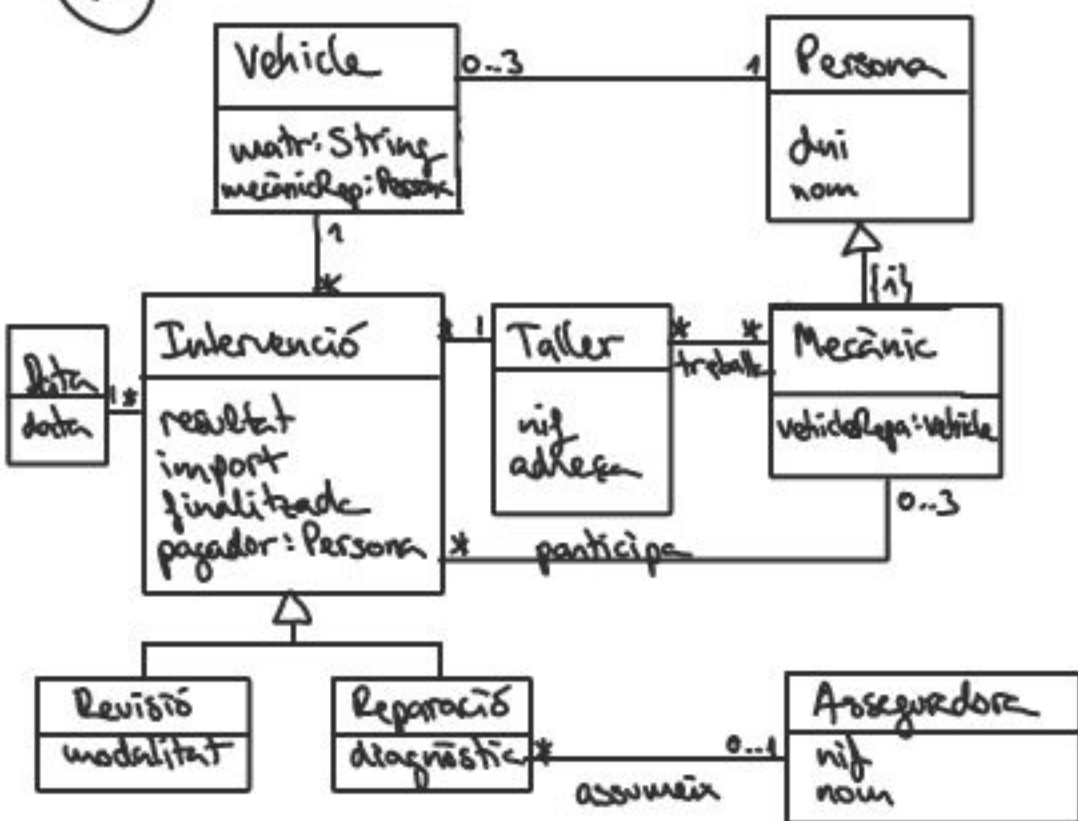 Vehicle
0..3
1
Persona
matr: String
mecànicRep: Persona
dni
nom
1
*
{i}
Intervenció
* 1
Taller
* *
treballa
Mecànic
Data
data
1 *
resultat
import
finalitzada
pagador: Persona
nif
adreça
vehicleRepa: Vehicle
0..3
*
participa
Revisió
modalitat
Reparació
diagnòstic
*
0..1
assumeix
Asseguradora
nif
nom